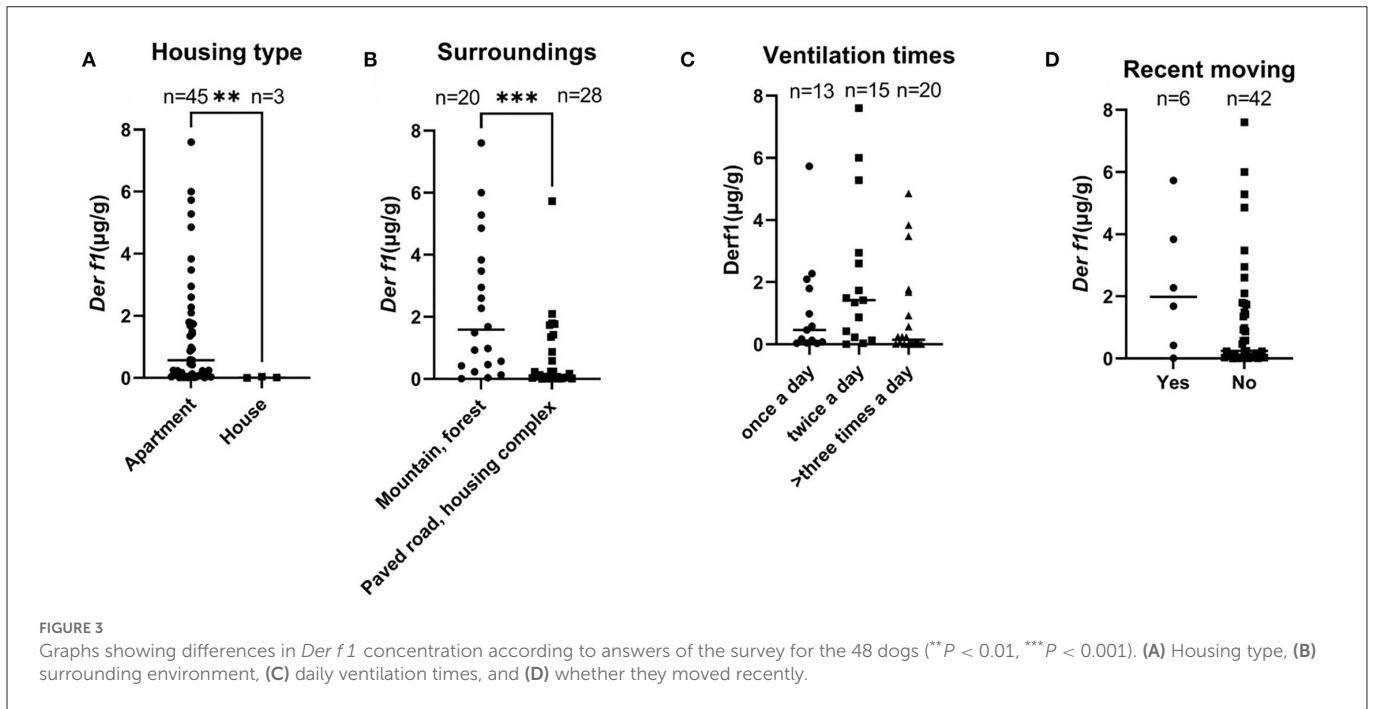 A
Housing type
n=45 ** n=3
Der f1(µg/g)
8
6
4
2
0
Apartment
House
B
Surroundings
n=20 *** n=28
Der f1(µg/g)
8
6
4
2
0
Mountain, forest
Paved road, housing complex
C
Ventilation times
n=13 n=15 n=20
Derf1(µg/g)
8
6
4
2
0
once a day
twice a day
>three times a day
D
Recent moving
n=6 n=42
Der f1(µg/g)
8
6
4
2
0
Yes
No
FIGURE 3
Graphs showing differences in Der f 1 concentration according to answers of the survey for the 48 dogs (**P < 0.01, ***P < 0.001). (A) Housing type, (B)
surrounding environment, (C) daily ventilation times, and (D) whether they moved recently.